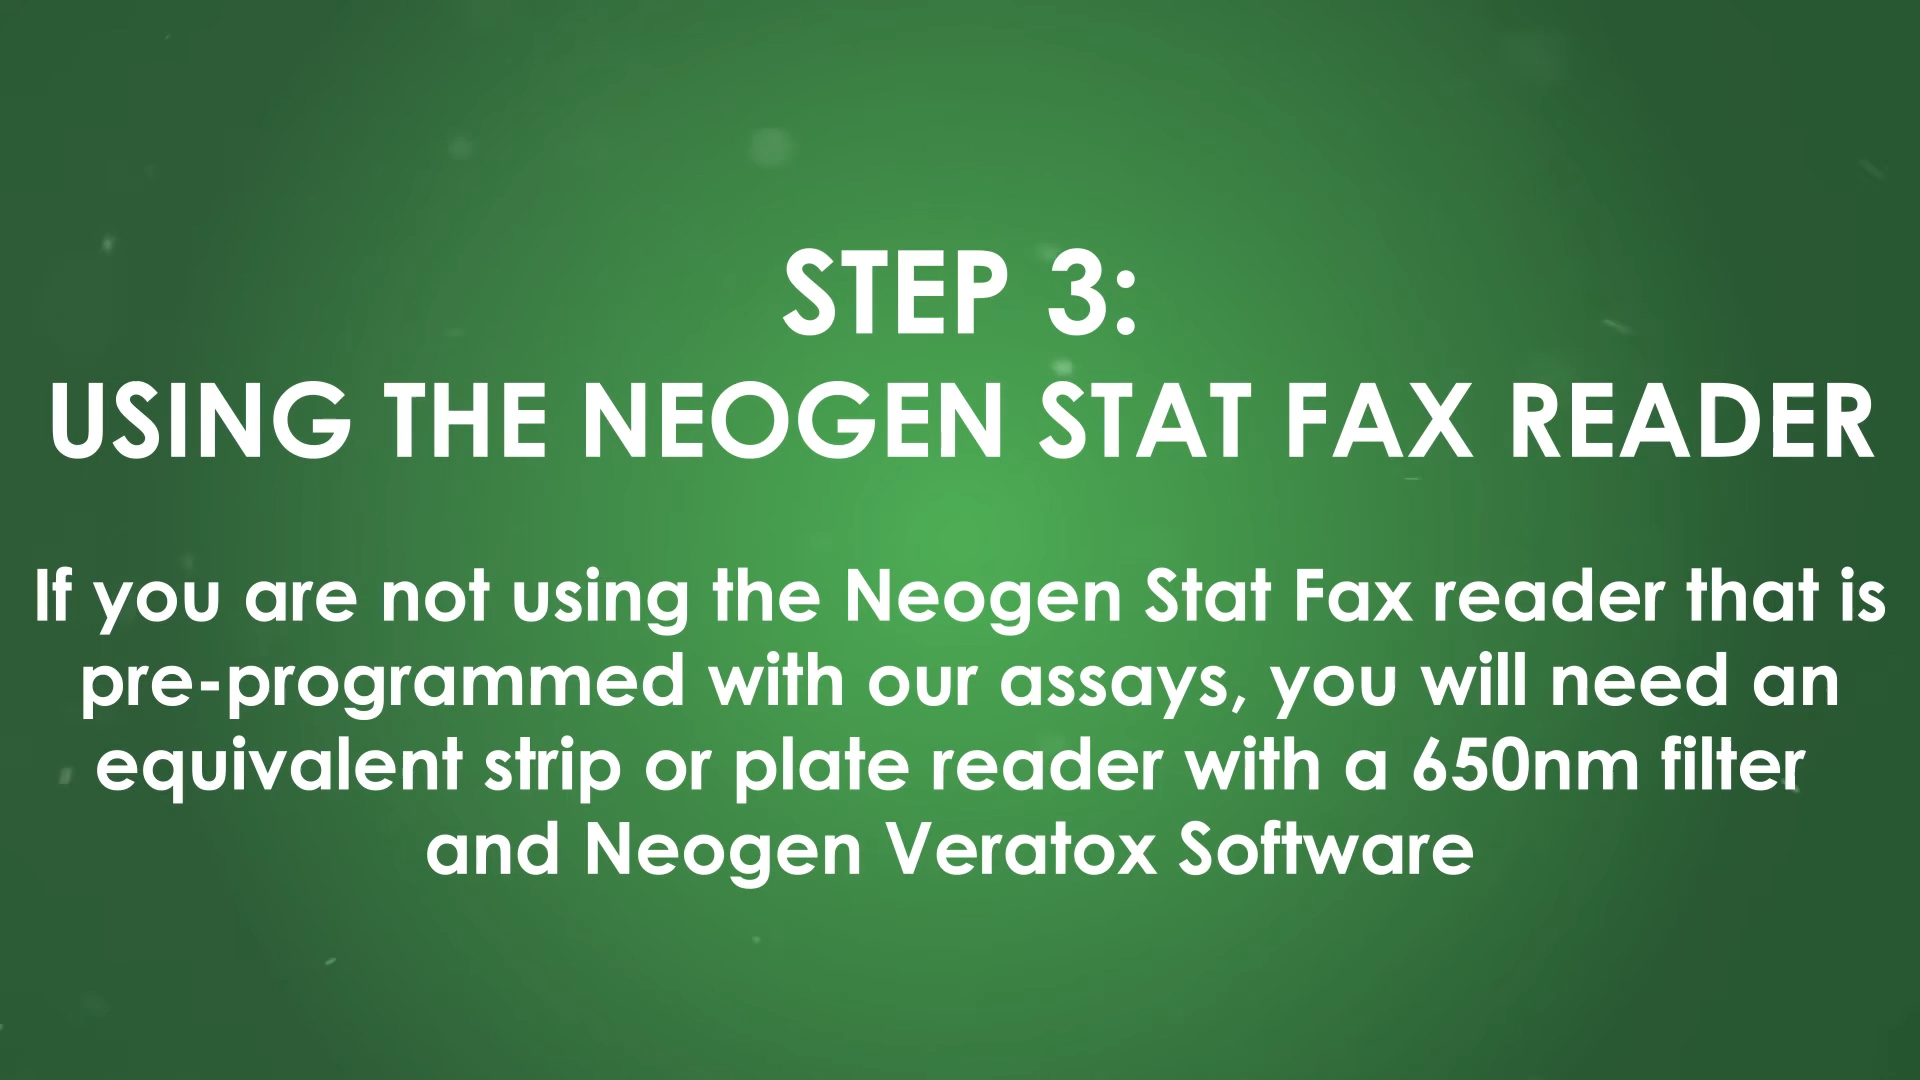 STEP 3:
USING THE NEOGEN STAT FAX READER
If you are not using the Neogen Stat Fax reader that is
pre-programmed with our assays, you will need an
equivalent strip or plate reader with a 650nm filter
and Neogen Veratox Software